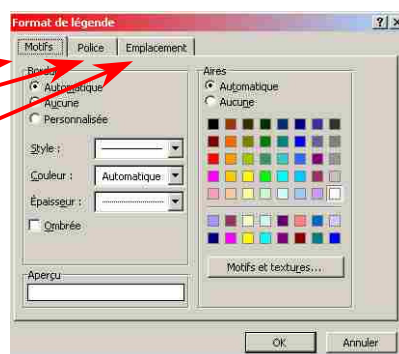 Format de légende
Motifs Police Emplacement
Bordure
Automatique
Aucune
Personnalisée
Style :
Couleur : Automatique
Épaisseur :
Ombrée
Aperçu
Aires
Automatique
Aucune
Motifs et textures...
OK Annuler